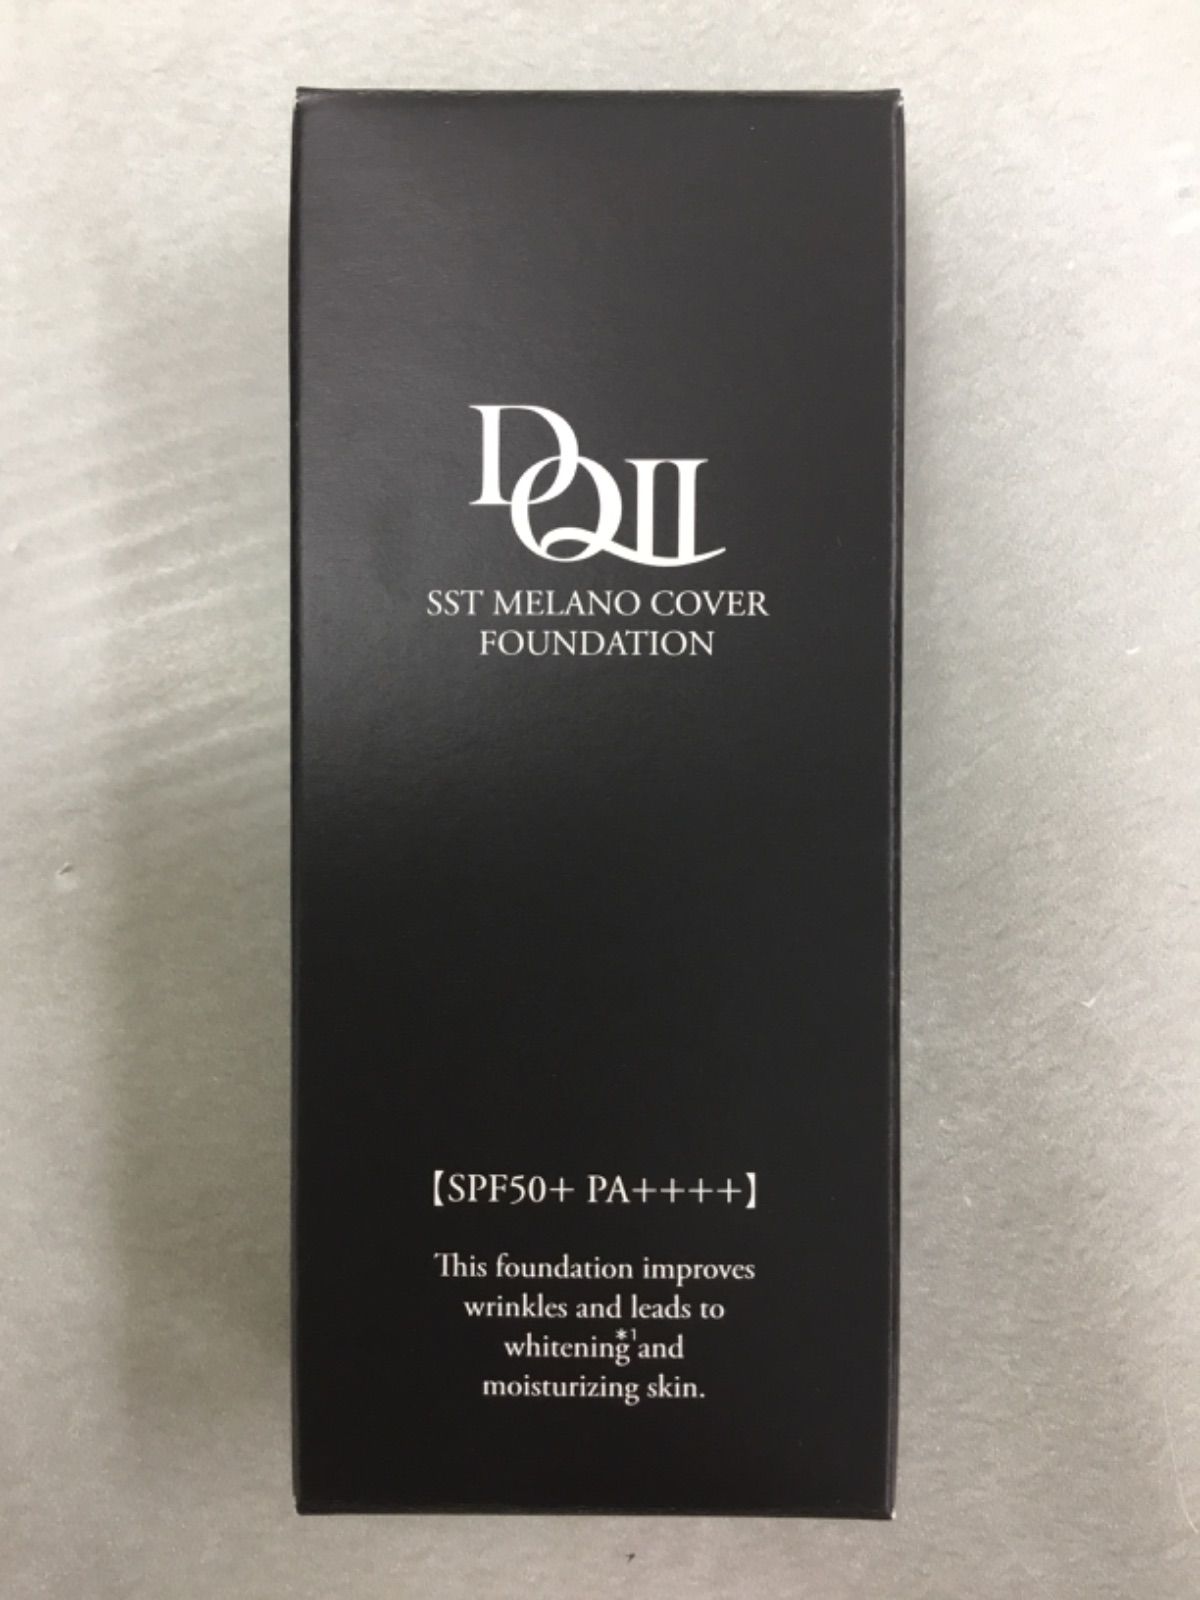 DQII
SST MELANO COVER
FOUNDATION
【SPF50+ PA++++】
This foundation improves
wrinkles and leads to
whitening*1 and
moisturizing skin.